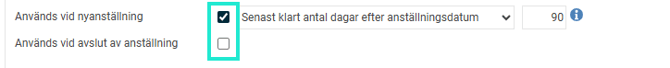 Används vid nyanställning Senast klart antal dagar efter anställningsdatum 90
Används vid avslut av anställning